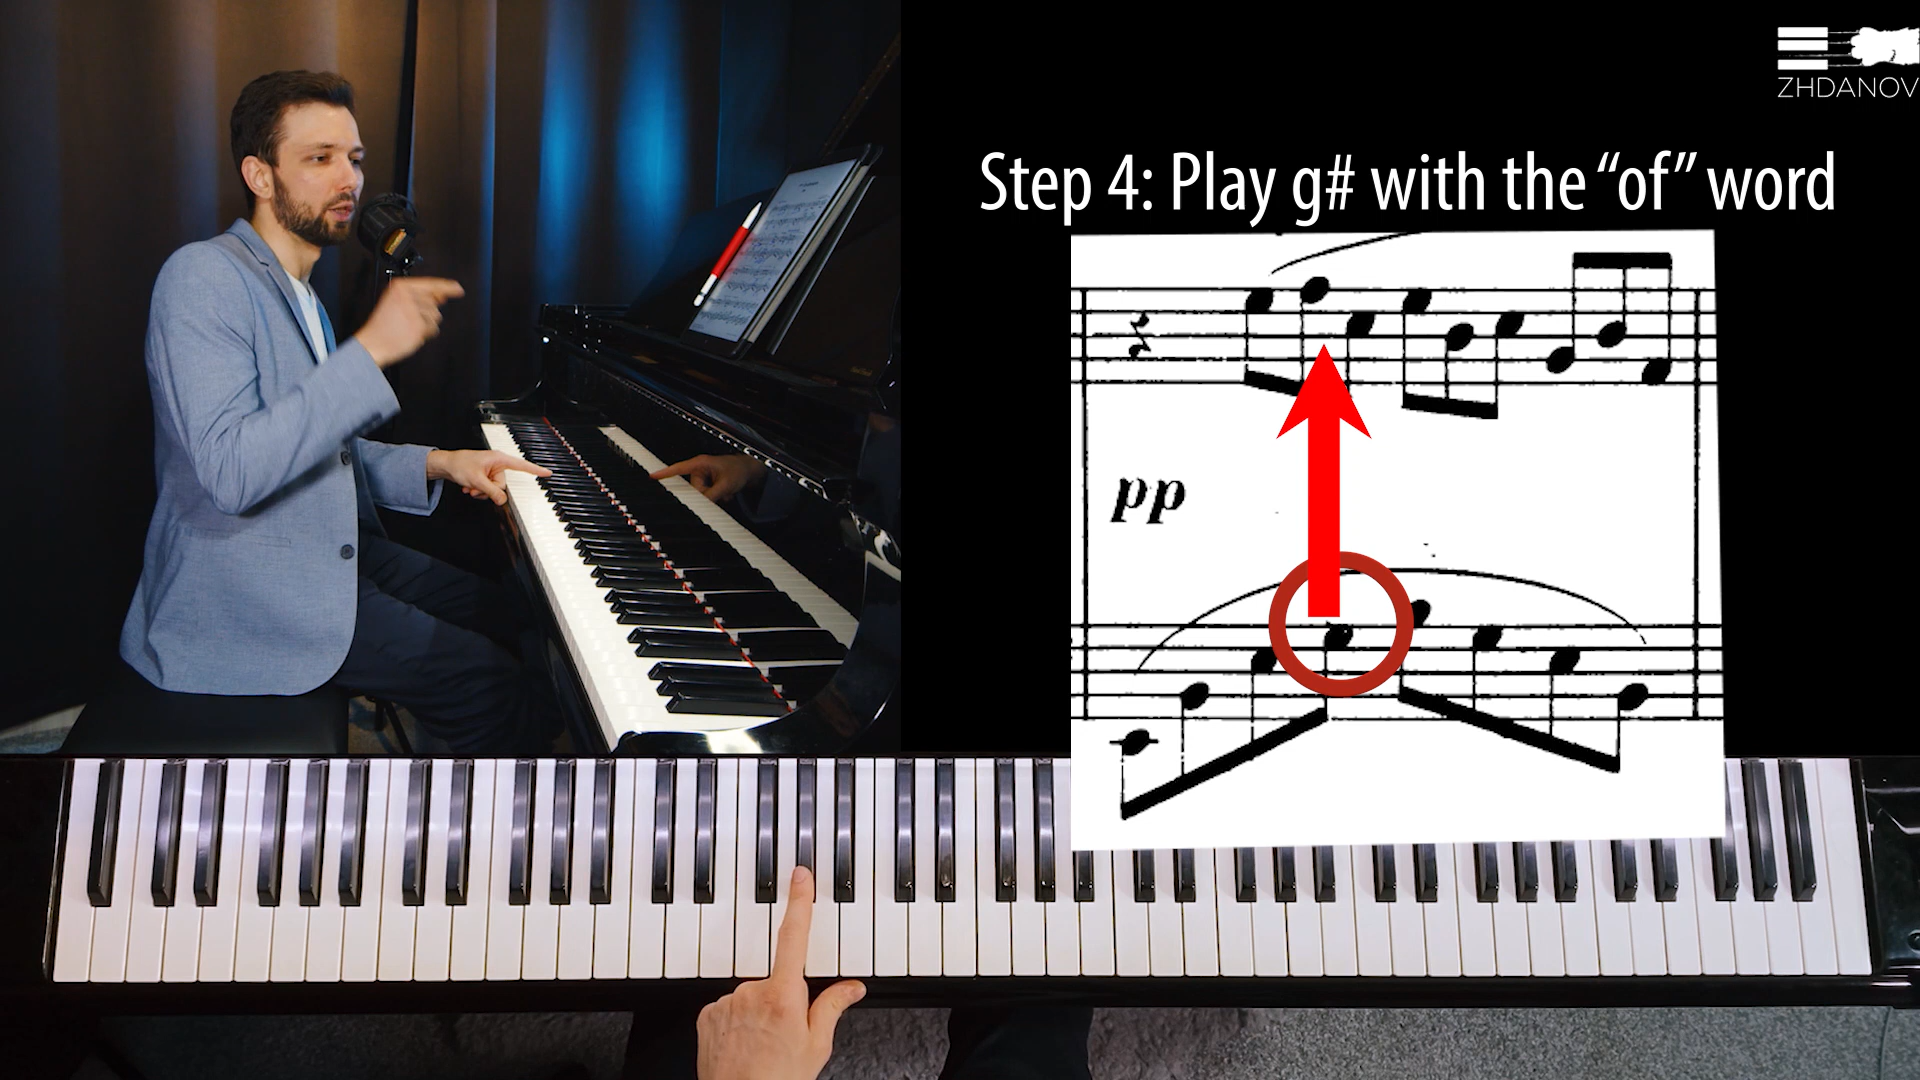 ZHDANOV
Step 4: Play g# with the “of” word
pp